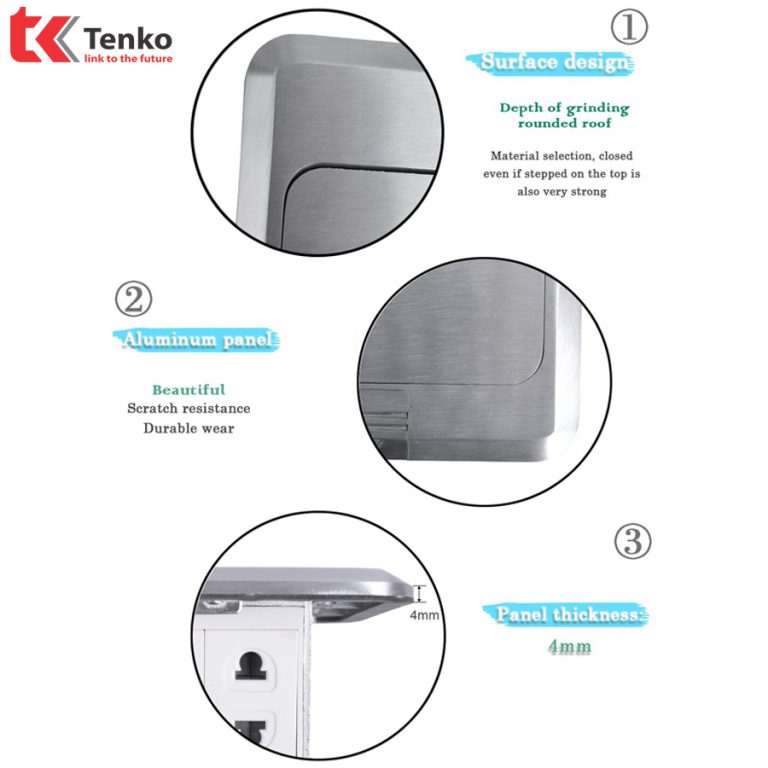 Tenko
link to the future
①
Surface design
Depth of grinding
rounded roof
Material selection, closed
even if stepped on the top is
also very strong
②
Aluminum panel
Beautiful
Scratch resistance
Durable wear
③
4mm
Panel thickness:
4mm